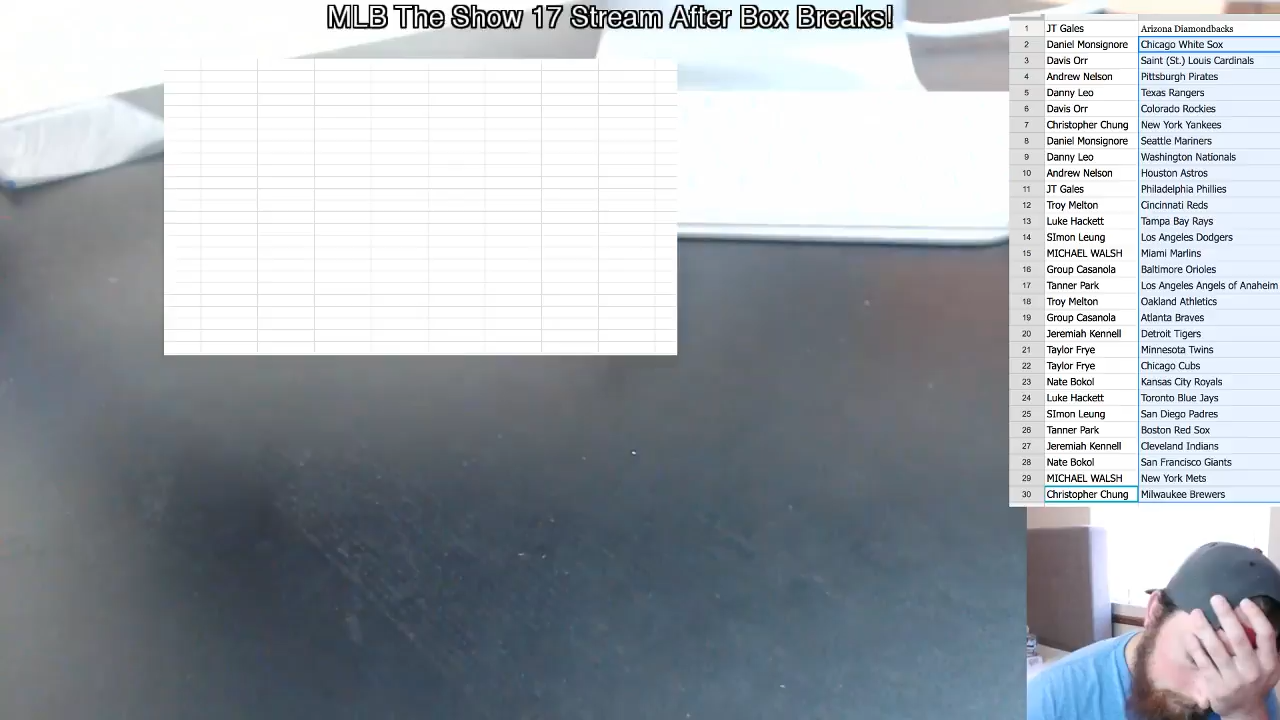 MLB The Show 17 Stream After Box Breaks!
1 JT Gales Arizona Diamondbacks
2 Daniel Monsignore Chicago White Sox
3 Davis Orr Saint (St.) Louis Cardinals
4 Andrew Nelson Pittsburgh Pirates
5 Danny Leo Texas Rangers
6 Davis Orr Colorado Rockies
7 Christopher Chung New York Yankees
8 Daniel Monsignore Seattle Mariners
9 Danny Leo Washington Nationals
10 Andrew Nelson Houston Astros
11 JT Gales Philadelphia Phillies
12 Troy Melton Cincinnati Reds
13 Luke Hackett Tampa Bay Rays
14 SImon Leung Los Angeles Dodgers
15 MICHAEL WALSH Miami Marlins
16 Group Casanola Baltimore Orioles
17 Tanner Park Los Angeles Angels of Anaheim
18 Troy Melton Oakland Athletics
19 Group Casanola Atlanta Braves
20 Jeremiah Kennell Detroit Tigers
21 Taylor Frye Minnesota Twins
22 Taylor Frye Chicago Cubs
23 Nate Bokol Kansas City Royals
24 Luke Hackett Toronto Blue Jays
25 SImon Leung San Diego Padres
26 Tanner Park Boston Red Sox
27 Jeremiah Kennell Cleveland Indians
28 Nate Bokol San Francisco Giants
29 MICHAEL WALSH New York Mets
30 Christopher Chung Milwaukee Brewers